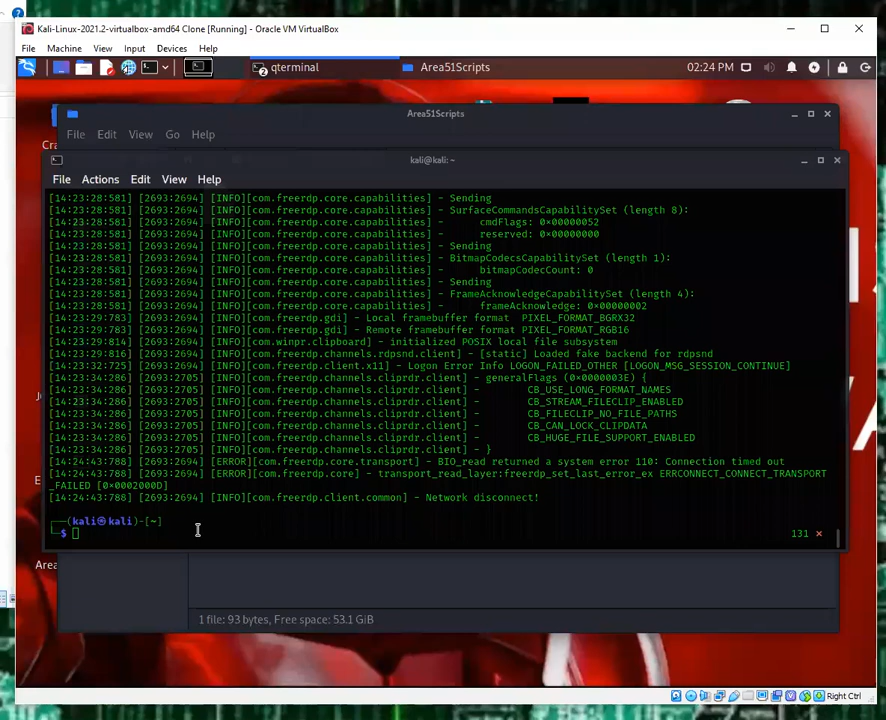 Kali-Linux-2021.2-virtualbox-amd64 Clone [Running] - Oracle VM VirtualBox
File Machine View Input Devices Help
qterminal Area51Scripts 02:24 PM
Area51Scripts
File Edit View Go Help
kali@kali: ~
File Actions Edit View Help
[14:23:28:581] [2693:2694] [INFO][com.freerdp.core.capabilities] - Sending
[14:23:28:581] [2693:2694] [INFO][com.freerdp.core.capabilities] - SurfaceCommandsCapabilitySet (length 8):
[14:23:28:581] [2693:2694] [INFO][com.freerdp.core.capabilities] - cmdFlags: 0×00000052
[14:23:28:581] [2693:2694] [INFO][com.freerdp.core.capabilities] - reserved: 0×00000000
[14:23:28:581] [2693:2694] [INFO][com.freerdp.core.capabilities] - Sending
[14:23:28:581] [2693:2694] [INFO][com.freerdp.core.capabilities] - BitmapCodecsCapabilitySet (length 1):
[14:23:28:581] [2693:2694] [INFO][com.freerdp.core.capabilities] - bitmapCodecCount: 0
[14:23:28:581] [2693:2694] [INFO][com.freerdp.core.capabilities] - Sending
[14:23:28:581] [2693:2694] [INFO][com.freerdp.core.capabilities] - FrameAcknowledgeCapabilitySet (length 4):
[14:23:28:581] [2693:2694] [INFO][com.freerdp.core.capabilities] - frameAcknowledge: 0×00000002
[14:23:29:783] [2693:2694] [INFO][com.freerdp.gdi] - Local framebuffer format PIXEL_FORMAT_BGRX32
[14:23:29:783] [2693:2694] [INFO][com.freerdp.gdi] - Remote framebuffer format PIXEL_FORMAT_RGB16
[14:23:29:814] [2693:2694] [INFO][com.winpr.clipboard] - initialized POSIX local file subsystem
[14:23:29:816] [2693:2694] [INFO][com.freerdp.channels.rdpsnd.client] - [static] Loaded fake backend for rdpsnd
[14:23:32:725] [2693:2694] [INFO][com.freerdp.client.x11] - Logon Error Info LOGON_FAILED_OTHER [LOGON_MSG_SESSION_CONTINUE]
[14:23:34:286] [2693:2705] [INFO][com.freerdp.channels.cliprdr.client] - generalFlags (0×0000003E) {
[14:23:34:286] [2693:2705] [INFO][com.freerdp.channels.cliprdr.client] - CB_USE_LONG_FORMAT_NAMES
[14:23:34:286] [2693:2705] [INFO][com.freerdp.channels.cliprdr.client] - CB_STREAM_FILECLIP_ENABLED
[14:23:34:286] [2693:2705] [INFO][com.freerdp.channels.cliprdr.client] - CB_FILECLIP_NO_FILE_PATHS
[14:23:34:286] [2693:2705] [INFO][com.freerdp.channels.cliprdr.client] - CB_CAN_LOCK_CLIPDATA
[14:23:34:286] [2693:2705] [INFO][com.freerdp.channels.cliprdr.client] - CB_HUGE_FILE_SUPPORT_ENABLED
[14:23:34:286] [2693:2705] [INFO][com.freerdp.channels.cliprdr.client] - }
[14:24:43:788] [2693:2694] [ERROR][com.freerdp.core.transport] - BIO_read returned a system error 110: Connection timed out
[14:24:43:788] [2693:2694] [ERROR][com.freerdp.core] - transport_read_layer:freerdp_set_last_error_ex ERRCONNECT_CONNECT_TRANSPORT
_FAILED [0×0002000D]
[14:24:43:788] [2693:2694] [INFO][com.freerdp.client.common] - Network disconnect!
(kali㉿kali)-[~]
$ 131 ×
Area
1 file: 93 bytes, Free space: 53.1 GiB
Right Ctrl